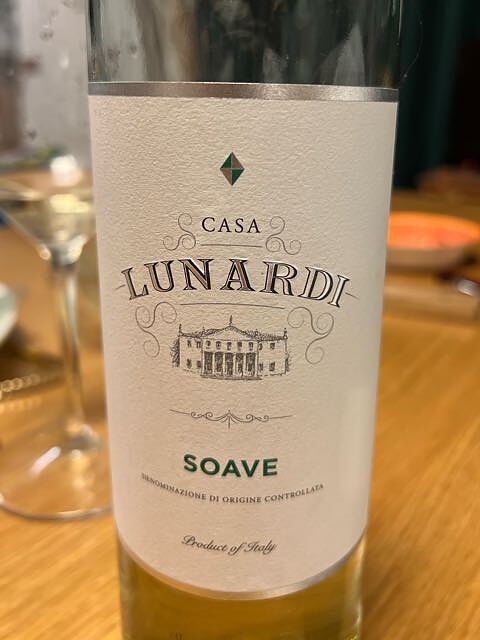 CASA
LUNARDI
SOAVE
DENOMINAZIONE DI ORIGINE CONTROLLATA
Product of Italy